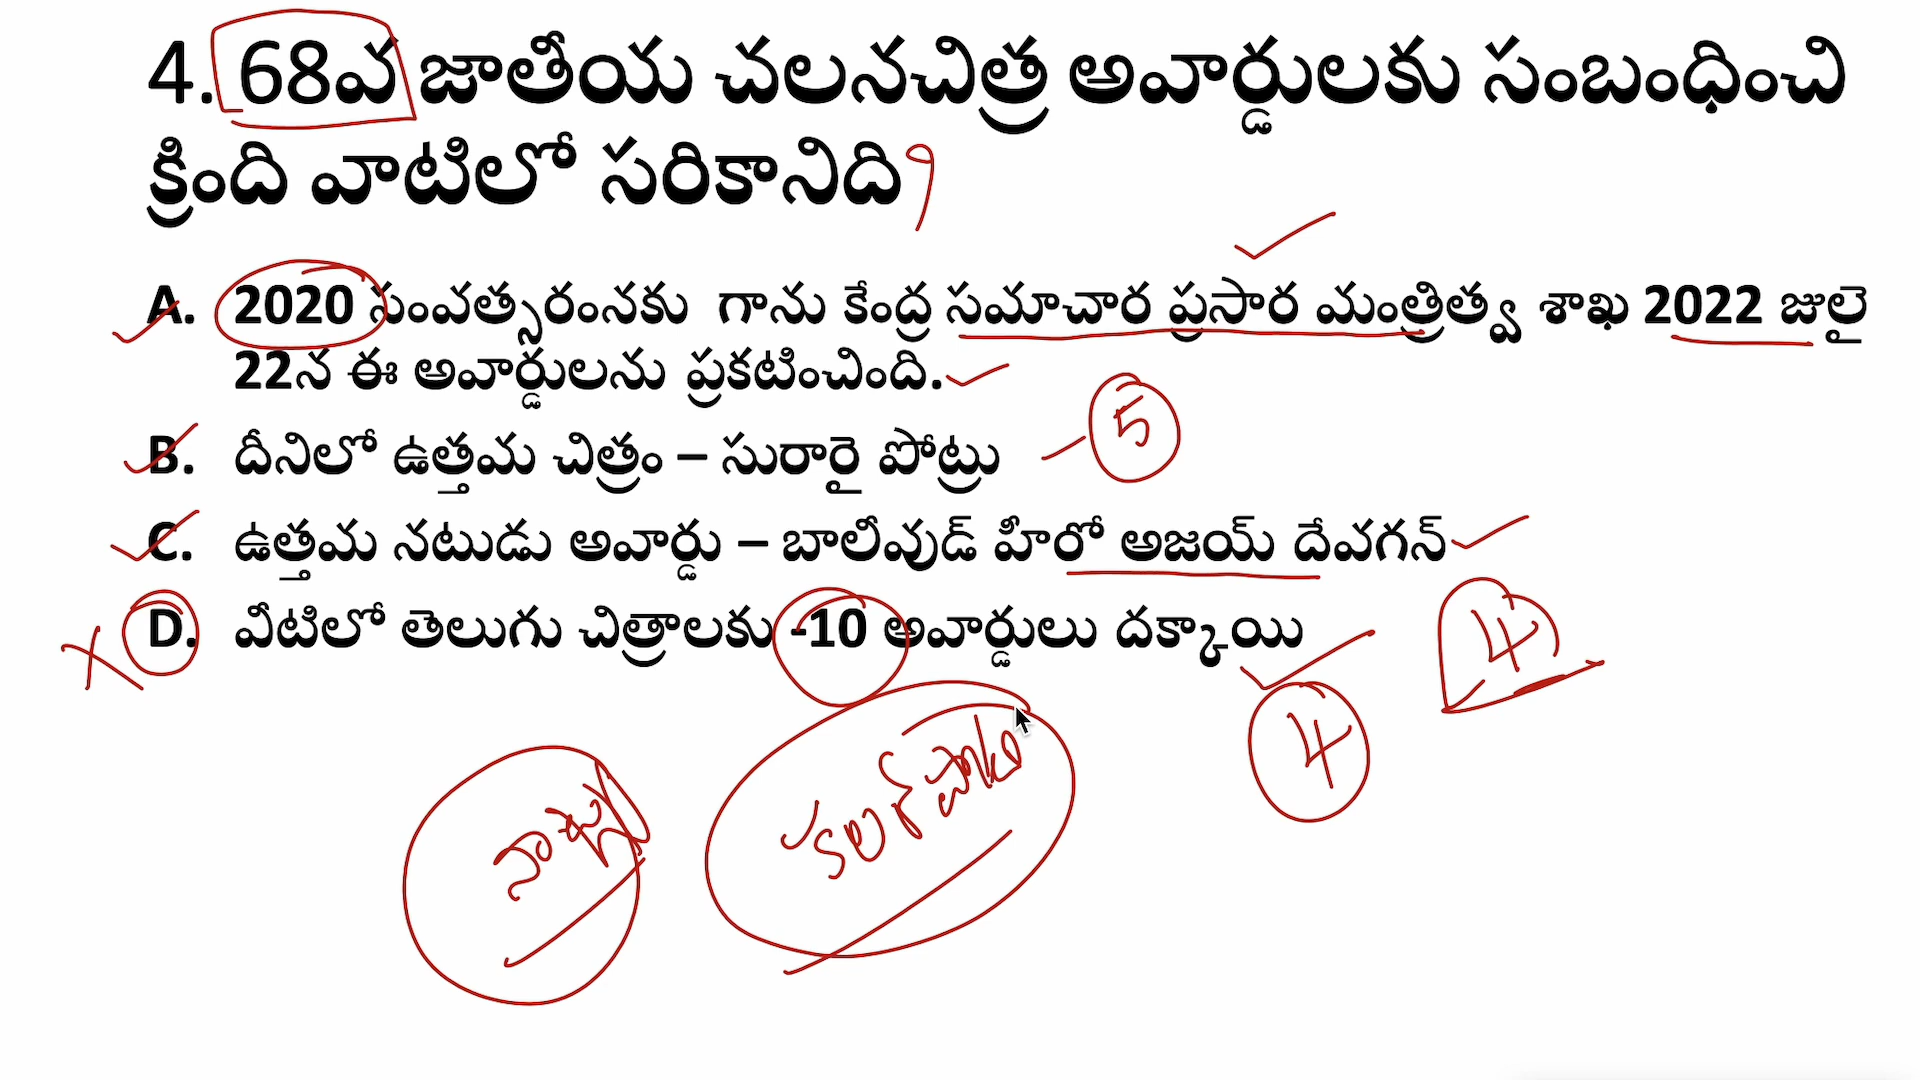 4. 68వ జాతీయ చలనచిత్ర అవార్డులకు సంబంధించి
క్రింది వాటిలో సరికానిది
A. 2020 సంవత్సరంనకు గాను కేంద్ర సమాచార ప్రసార మంత్రిత్వ శాఖ 2022 జులై
22న ఈ అవార్డులను ప్రకటించింది.
B. దీనిలో ఉత్తమ చిత్రం – సురారై పోట్రు
5
C. ఉత్తమ నటుడు అవార్డు – బాలీవుడ్ హీరో అజయ్ దేవగన్
D. వీటిలో తెలుగు చిత్రాలకు -10 అవార్డులు దక్కాయి
4
4